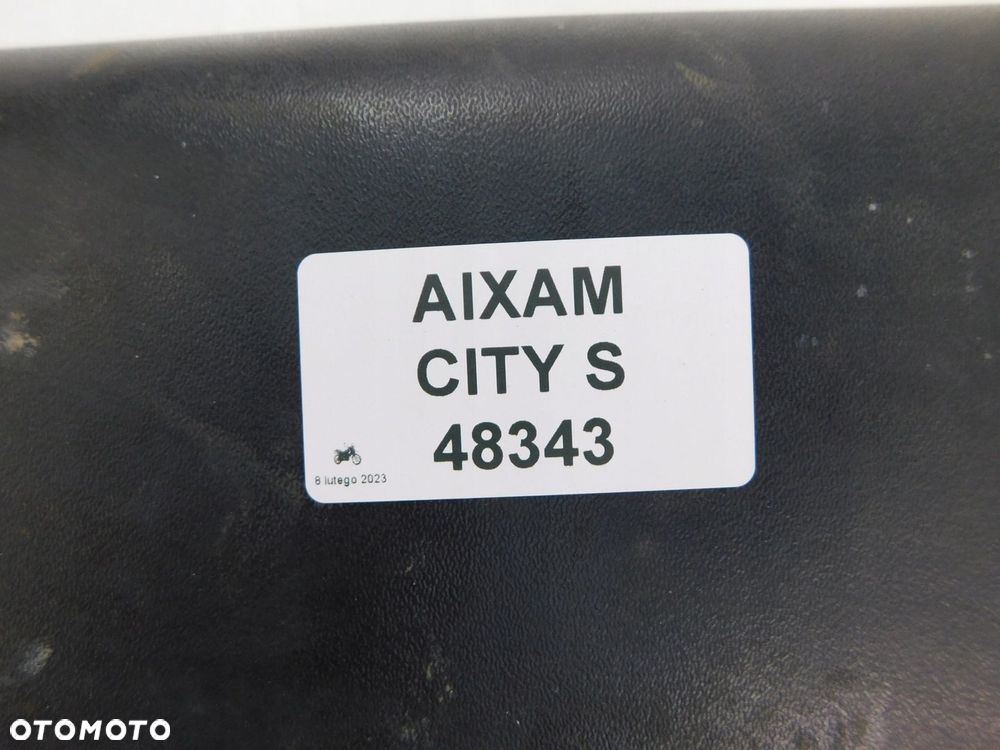 AIXAM
CITY S
48343
8 lutego 2023
OTOMOTO